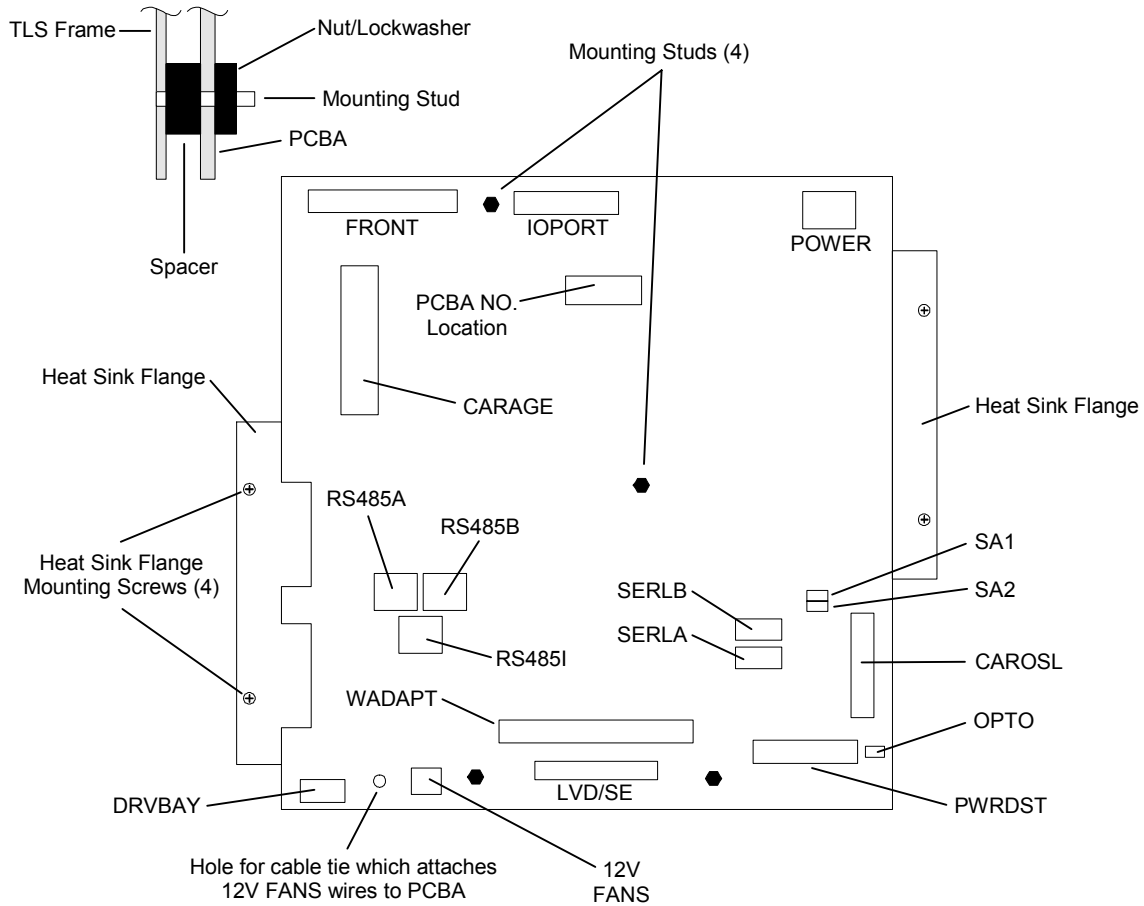 TLS Frame
Nut/Lockwasher
Mounting Studs (4)
Mounting Stud
PCBA
Spacer
FRONT
IOPORT
POWER
PCBA NO.
Location
Heat Sink Flange
CARAGE
Heat Sink Flange
RS485A
RS485B
Heat Sink Flange
Mounting Screws (4)
SA1
SA2
SERLB
SERLA
RS485I
CAROSL
WADAPT
OPTO
DRVBAY
LVD/SE
PWRDST
Hole for cable tie which attaches
12V FANS wires to PCBA
12V
FANS